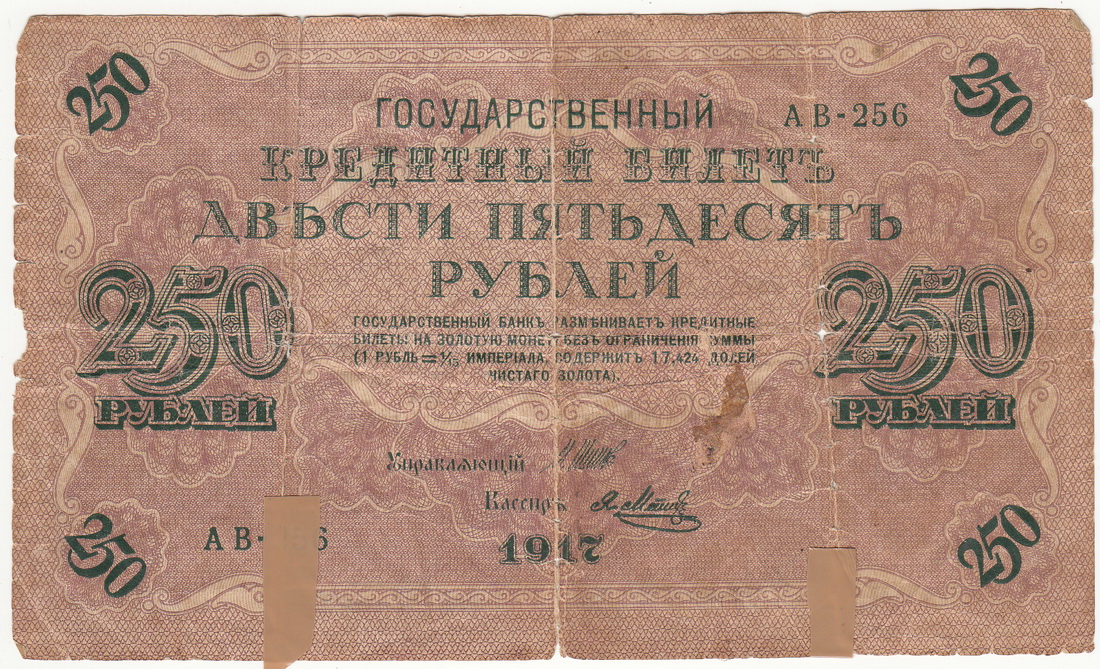 250
250
ГОСУДАРСТВЕННЫЙ
АВ-256
КРЕДИТНЫЙ БИЛЕТЪ
ДВѢСТИ ПЯТЬДЕСЯТЪ
РУБЛЕЙ
250
РУБЛЕЙ
250
РУБЛЕЙ
ГОСУДАРСТВЕННЫЙ БАНКЪ РАЗМѢНИВАЕТЪ КРЕДИТНЫЕ
БИЛЕТЫ НА ЗОЛОТУЮ МОНЕТУ БЕЗЪ ОГРАНИЧЕНІЯ СУММЫ
(1 РУБЛЬ = 1/15 ИМПЕРІАЛА, СОДЕРЖИТЪ 17,424 ДОЛЕЙ
ЧИСТАГО ЗОЛОТА).
Управляющій
Кассиръ
АВ-
6
1917
250
250